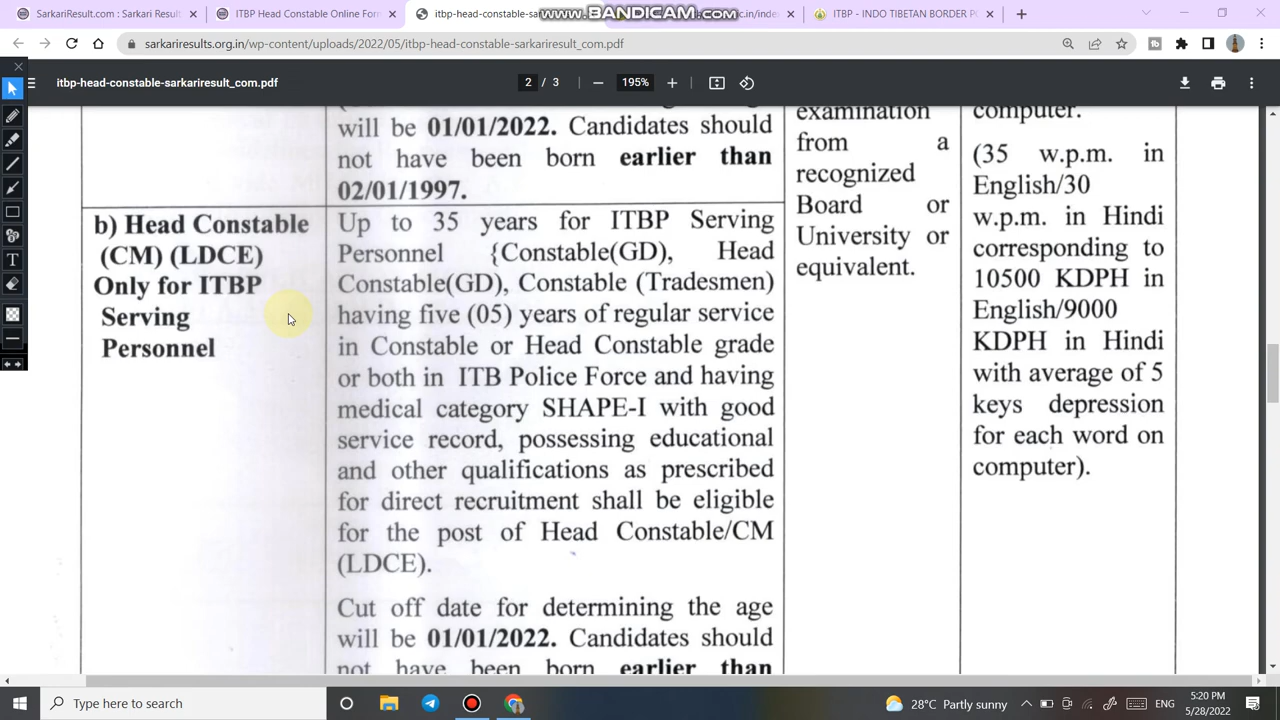 SarkariResult.com : Sarkari Result
ITBP Head Constable Online Form
itbp-head-constable-sa
www.BANDICAM.com
.in/index
ITBP - INDO TIBETAN BORDER PO
sarkariresults.org.in/wp-content/uploads/2022/05/itbp-head-constable-sarkariresult_com.pdf
itbp-head-constable-sarkariresult_com.pdf
2 / 3
195%
will be 01/01/2022. Candidates should
not have been born earlier than
02/01/1997.
examination
from a
recognized
Board or
University or
equivalent.
computer.
(35 w.p.m. in
English/30
w.p.m. in Hindi
corresponding to
10500 KDPH in
English/9000
KDPH in Hindi
with average of 5
keys depression
for each word on
computer).
b) Head Constable
(CM) (LDCE)
Only for ITBP
Serving
Personnel
Up to 35 years for ITBP Serving
Personnel {Constable(GD), Head
Constable(GD), Constable (Tradesmen)
having five (05) years of regular service
in Constable or Head Constable grade
or both in ITB Police Force and having
medical category SHAPE-I with good
service record, possessing educational
and other qualifications as prescribed
for direct recruitment shall be eligible
for the post of Head Constable/CM
(LDCE).
Cut off date for determining the age
will be 01/01/2022. Candidates should
not have been born earlier than
Type here to search
28°C Partly sunny
ENG
5:20 PM
5/28/2022